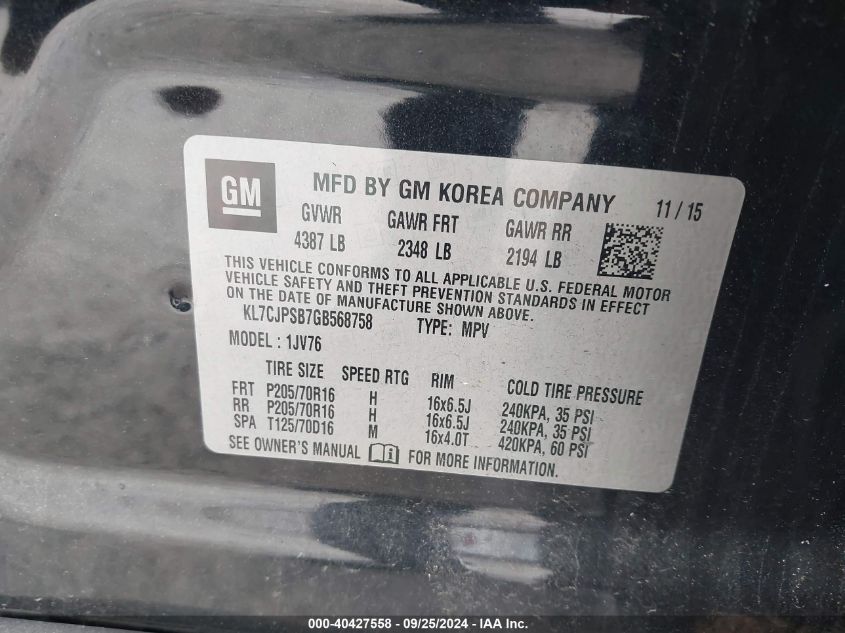 GM MFD BY GM KOREA COMPANY 11 / 15
GVWR GAWR FRT GAWR RR
4387 LB 2348 LB 2194 LB
THIS VEHICLE CONFORMS TO ALL APPLICABLE U.S. FEDERAL MOTOR
VEHICLE SAFETY AND THEFT PREVENTION STANDARDS IN EFFECT
ON THE DATE OF MANUFACTURE SHOWN ABOVE.
KL7CJPSB7GB568758 TYPE: MPV
MODEL : 1JV76
TIRE SIZE SPEED RTG RIM COLD TIRE PRESSURE
FRT P205/70R16 H 16x6.5J 240KPA, 35 PSI
RR P205/70R16 H 16x6.5J 240KPA, 35 PSI
SPA T125/70D16 M 16x4.0T 420KPA, 60 PSI
SEE OWNER'S MANUAL FOR MORE INFORMATION.
000-40427558 - 09/25/2024 - IAA Inc.